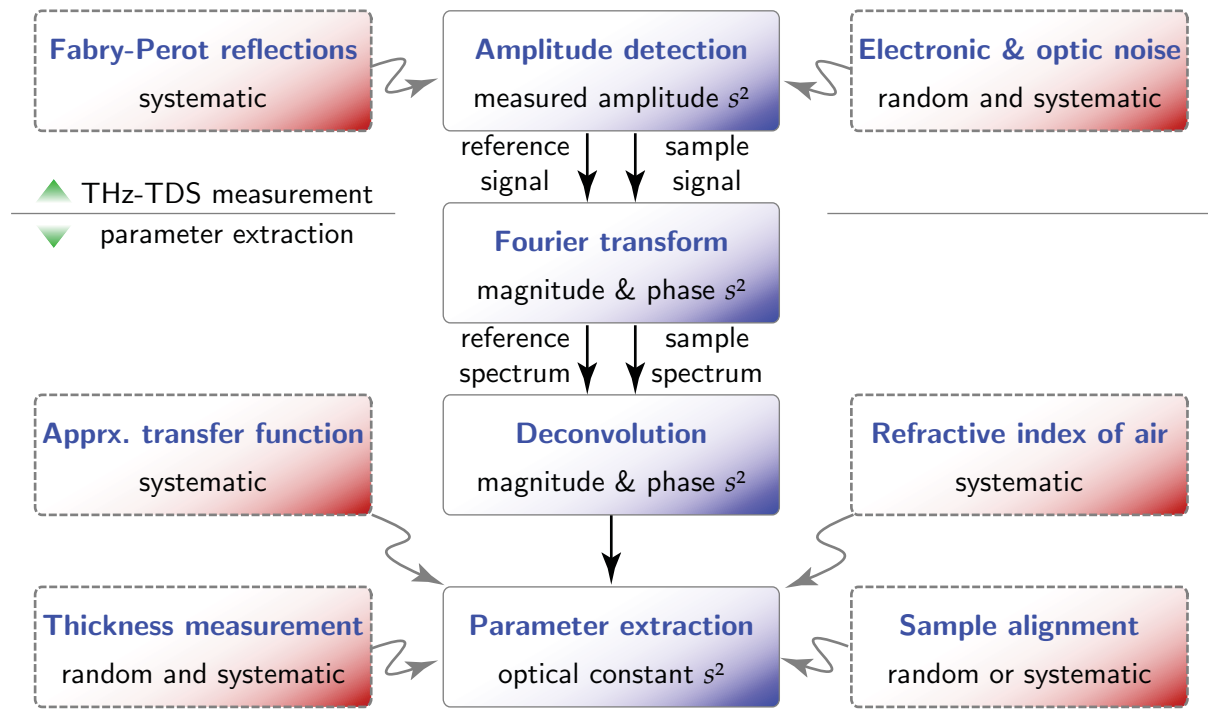 Fabry-Perot reflections
systematic
Amplitude detection
measured amplitude s²
Electronic & optic noise
random and systematic
reference
signal
sample
signal
THz-TDS measurement
parameter extraction
Fourier transform
magnitude & phase s²
reference
spectrum
sample
spectrum
Apprx. transfer function
systematic
Deconvolution
magnitude & phase s²
Refractive index of air
systematic
Thickness measurement
random and systematic
Parameter extraction
optical constant s²
Sample alignment
random or systematic